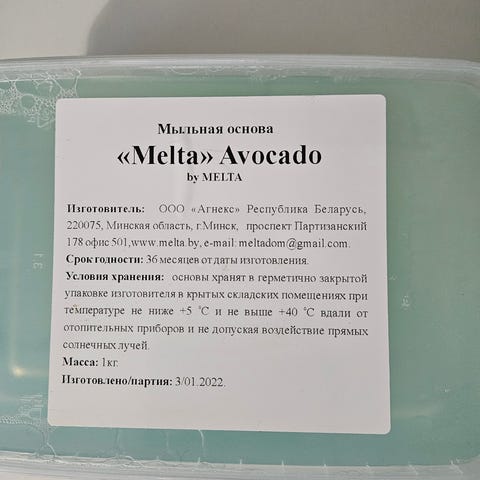 Мыльная основа
«Melta» Avocado
by MELTA
Изготовитель: ООО «Агнекс» Республика Беларусь,
220075, Минская область, г.Минск, проспект Партизанский
178 офис 501,www.melta.by, e-mail: meltadom@gmail.com.
Срок годности: 36 месяцев от даты изготовления.
Условия хранения: основы хранят в герметично закрытой
упаковке изготовителя в крытых складских помещениях при
температуре не ниже +5 °C и не выше +40 °C вдали от
отопительных приборов и не допуская воздействие прямых
солнечных лучей.
Масса: 1кг.
Изготовлено/партия: 3/01.2022.